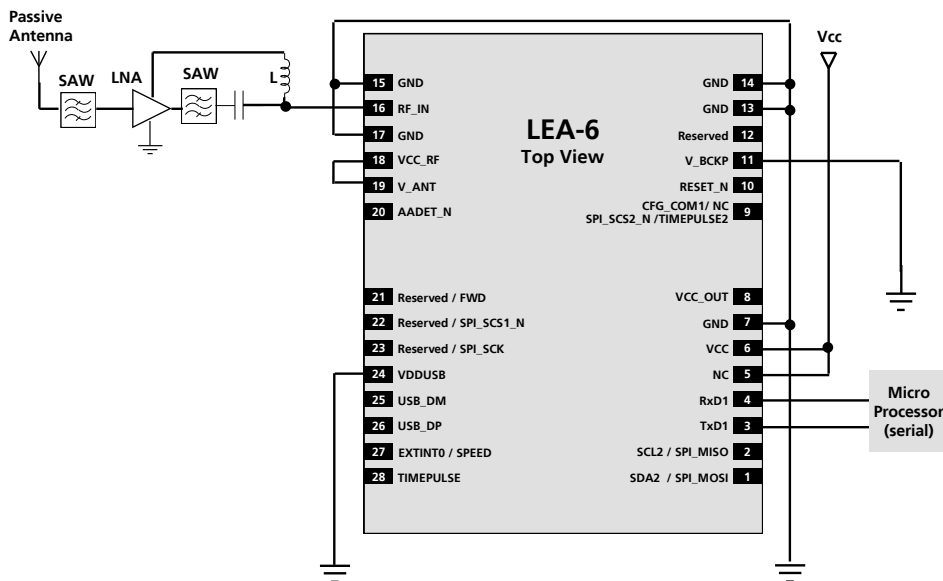 Passive
Antenna
SAW
LNA
SAW
L
Vcc
LEA-6
Top View
15 GND
16 RF_IN
17 GND
18 VCC_RF
19 V_ANT
20 AADET_N
21 Reserved / FWD
22 Reserved / SPI_SCS1_N
23 Reserved / SPI_SCK
24 VDDUSB
25 USB_DM
26 USB_DP
27 EXTINT0 / SPEED
28 TIMEPULSE
GND 14
GND 13
Reserved 12
V_BCKP 11
RESET_N 10
CFG_COM1/ NC
SPI_SCS2_N /TIMEPULSE2 9
VCC_OUT 8
GND 7
VCC 6
NC 5
RxD1 4
TxD1 3
SCL2 / SPI_MISO 2
SDA2 / SPI_MOSI 1
Micro
Processor
(serial)